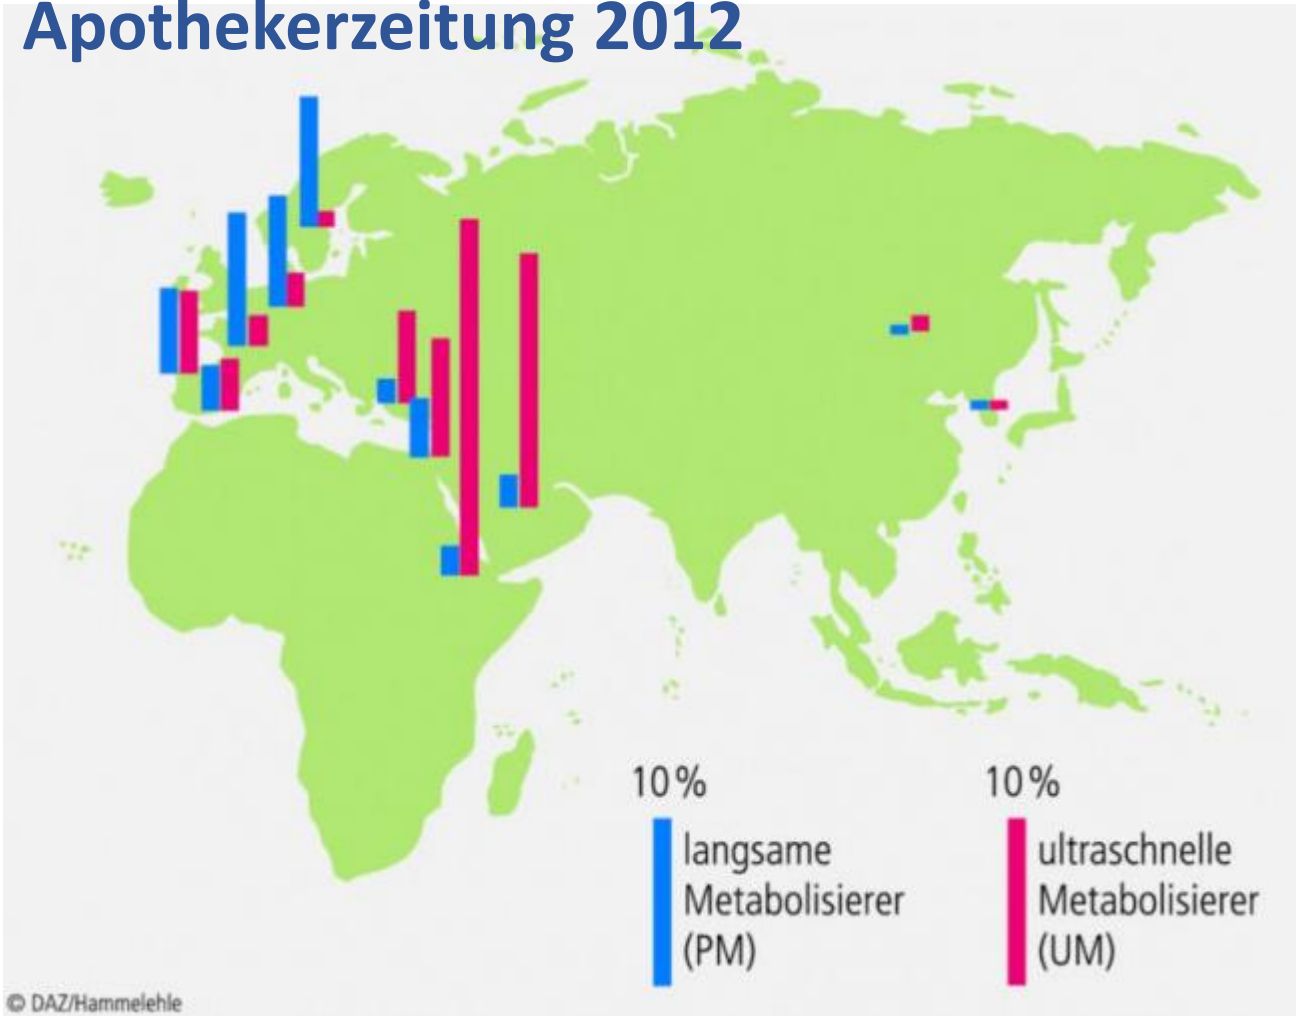 Apothekerzeitung 2012
10%
langsame
Metabolisierer
(PM)
10%
ultraschnelle
Metabolisierer
(UM)
© DAZ/Hammelehle